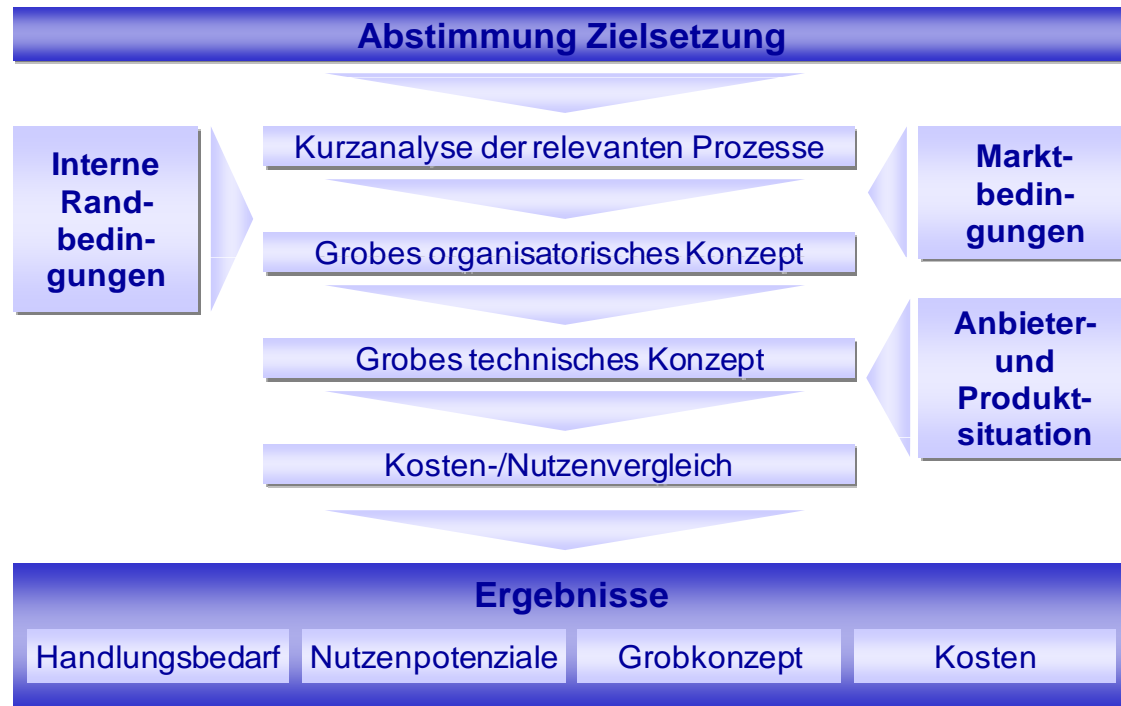 Abstimmung Zielsetzung
Interne
Rand-
bedin-
gungen
Kurzanalyse der relevanten Prozesse
Grobes organisatorisches Konzept
Grobes technisches Konzept
Kosten-/Nutzenvergleich
Markt-
bedin-
gungen
Anbieter-
und
Produkt-
situation
Ergebnisse
Handlungsbedarf
Nutzenpotenziale
Grobkonzept
Kosten